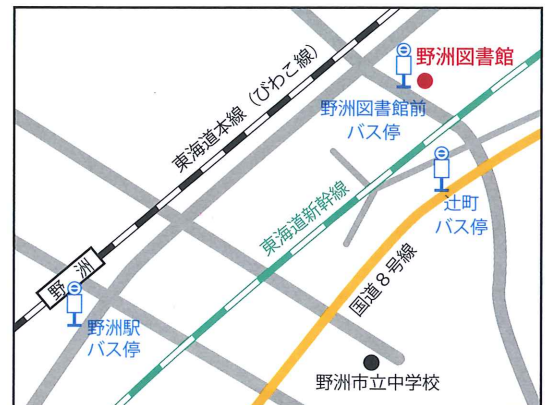 野洲図書館
野洲図書館前
バス停
東海道本線（びわこ線）
辻町
バス停
東海道新幹線
国道8号線
野洲
野洲駅
バス停
野洲市立中学校